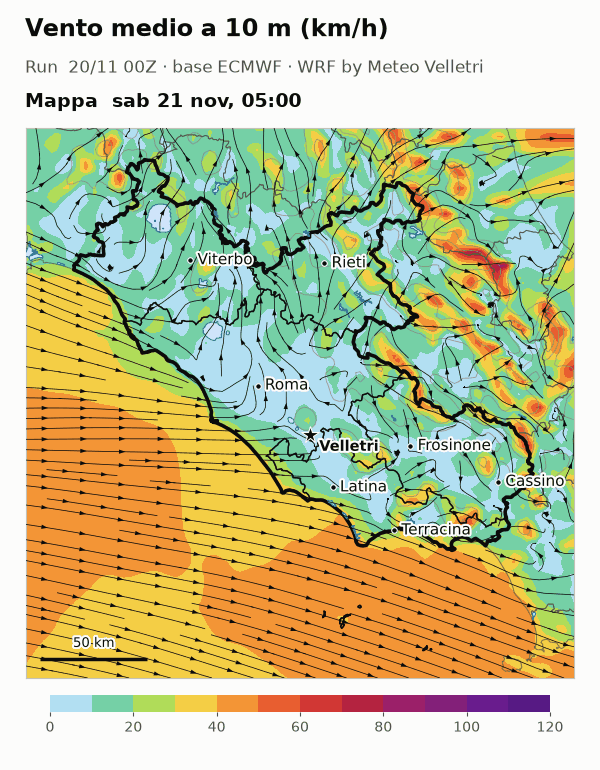 Vento medio a 10 m (km/h)
Run  20/11 00Z · base ECMWF · WRF by Meteo Velletri
Mappa  sab 21 nov, 05:00
Viterbo
Rieti
Roma
Velletri
Frosinone
Cassino
Latina
Terracina
50 km
0 20 40 60 80 100 120